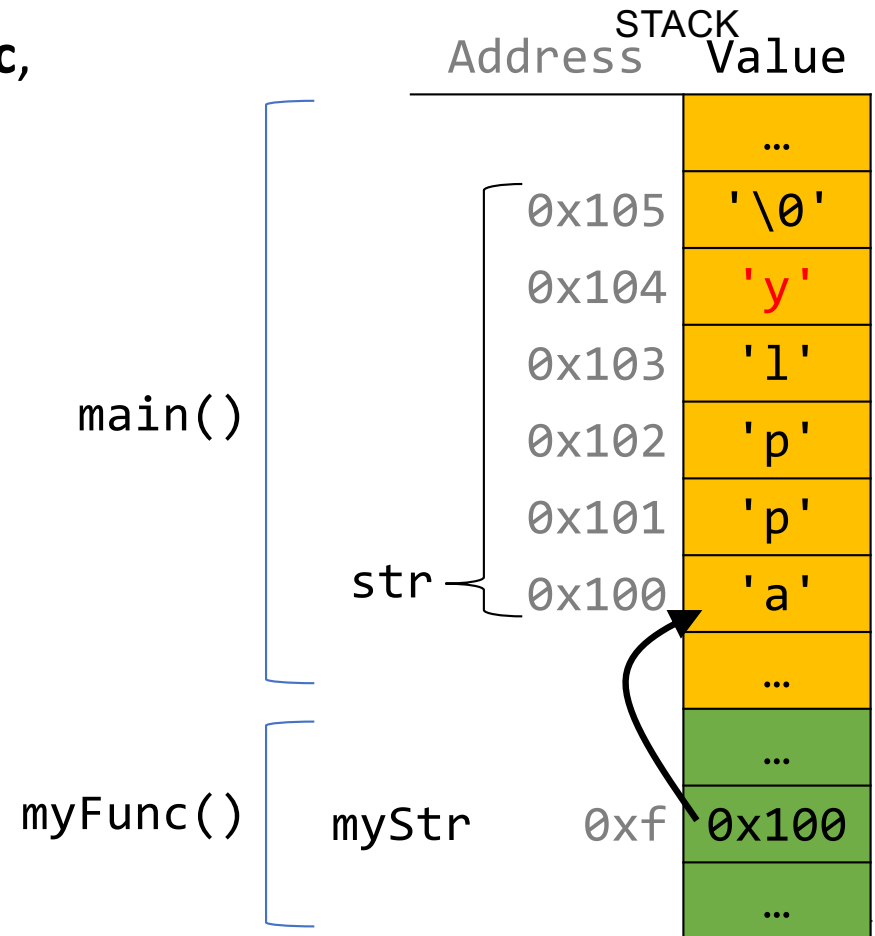 STACK
c,
Address Value
…
0x105 '\0'
0x104 'y'
0x103 'l'
main()
0x102 'p'
0x101 'p'
str 0x100 'a'
…
…
myFunc() myStr 0xf 0x100
…